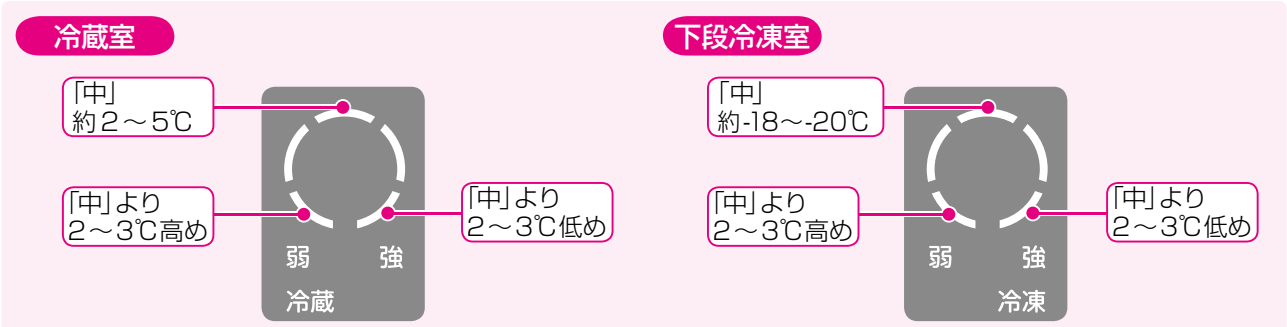 冷蔵室
「中」
約2～5℃
「中」より
2～3℃高め
「中」より
2～3℃低め
弱 強
冷蔵
下段冷凍室
「中」
約-18～-20℃
「中」より
2～3℃高め
「中」より
2～3℃低め
弱 強
冷凍